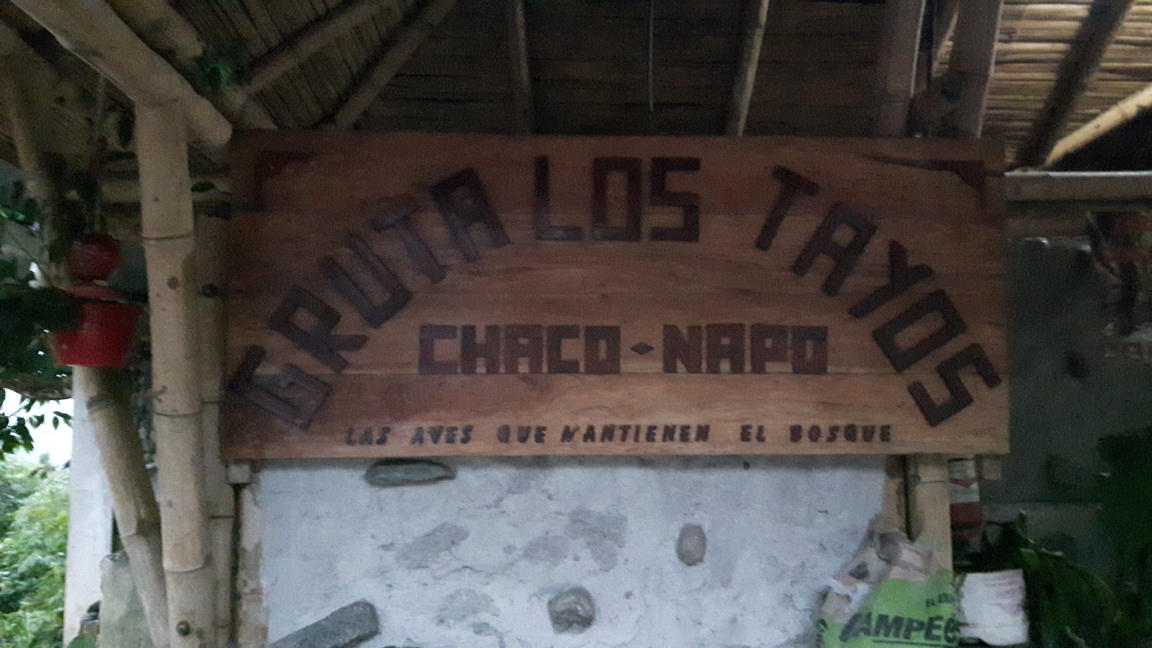 GRUTA LOS TAYOS
CHACO - NAPO
LAS AVES QUE MANTIENEN EL BOSQUE